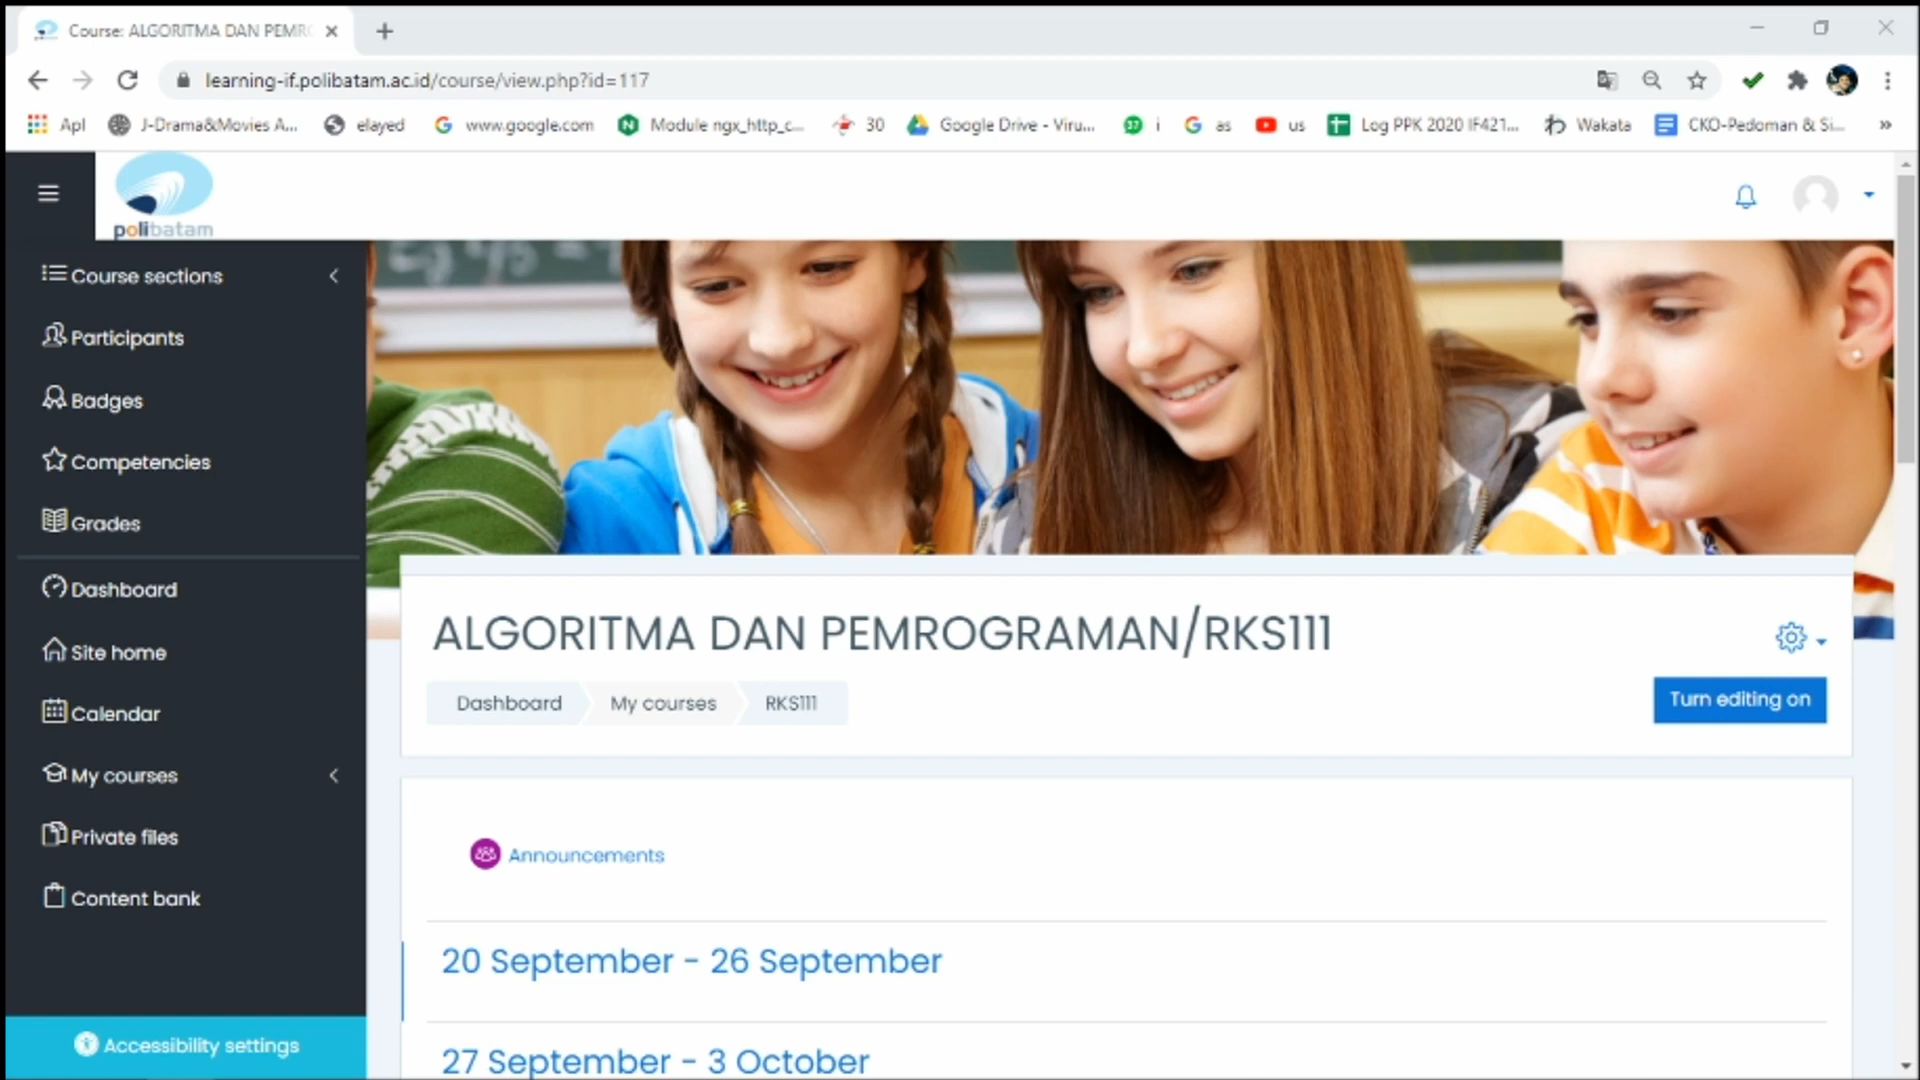 Course: ALGORITMA DAN PEMR
learning-if.polibatam.ac.id/course/view.php?id=117
Apl J-Drama&Movies A... elayed www.google.com Module ngx_http_c... 30 Google Drive - Viru... 37 i as us Log PPK 2020 IF421... Wakata CKO-Pedoman & Si... »
polibatam
Course sections
Participants
Badges
Competencies
Grades
Dashboard
Site home
Calendar
My courses
Private files
Content bank
Accessibility settings
ALGORITMA DAN PEMROGRAMAN/RKS111
Dashboard My courses RKS111
Turn editing on
Announcements
20 September - 26 September
27 September - 3 October